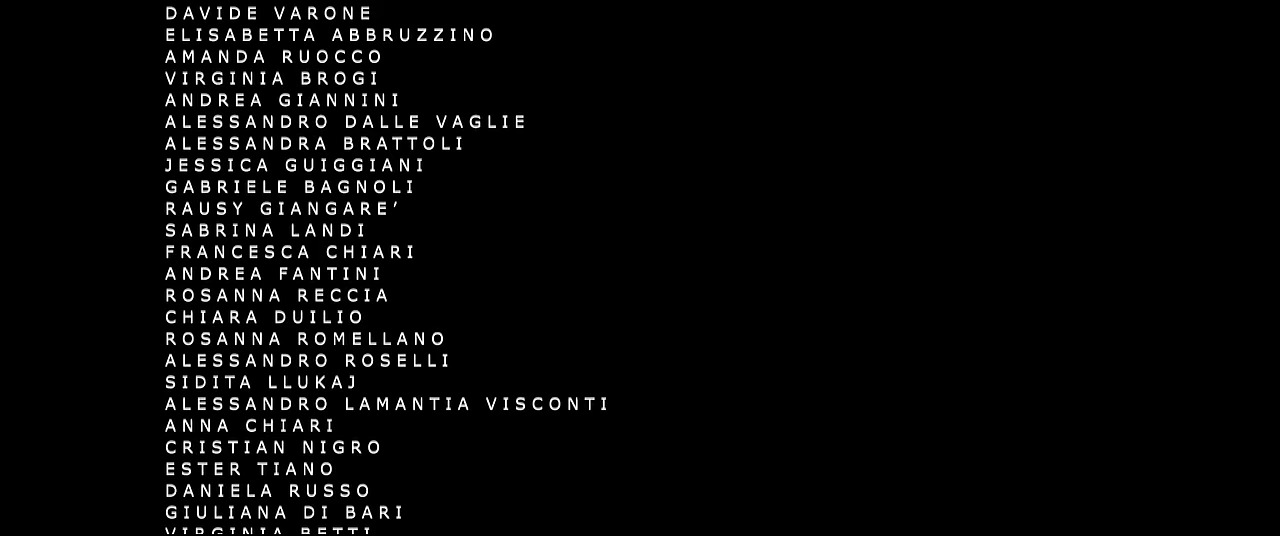 DAVIDE VARONE
ELISABETTA ABBRUZZINO
AMANDA RUOCCO
VIRGINIA BROGI
ANDREA GIANNINI
ALESSANDRO DALLE VAGLIE
ALESSANDRA BRATTOLI
JESSICA GUIGGIANI
GABRIELE BAGNOLI
RAUSY GIANGARE’
SABRINA LANDI
FRANCESCA CHIARI
ANDREA FANTINI
ROSANNA RECCIA
CHIARA DUILIO
ROSANNA ROMELLANO
ALESSANDRO ROSELLI
SIDITA LLUKAJ
ALESSANDRO LAMANTIA VISCONTI
ANNA CHIARI
CRISTIAN NIGRO
ESTER TIANO
DANIELA RUSSO
GIULIANA DI BARI
VIRGINIA BETTI